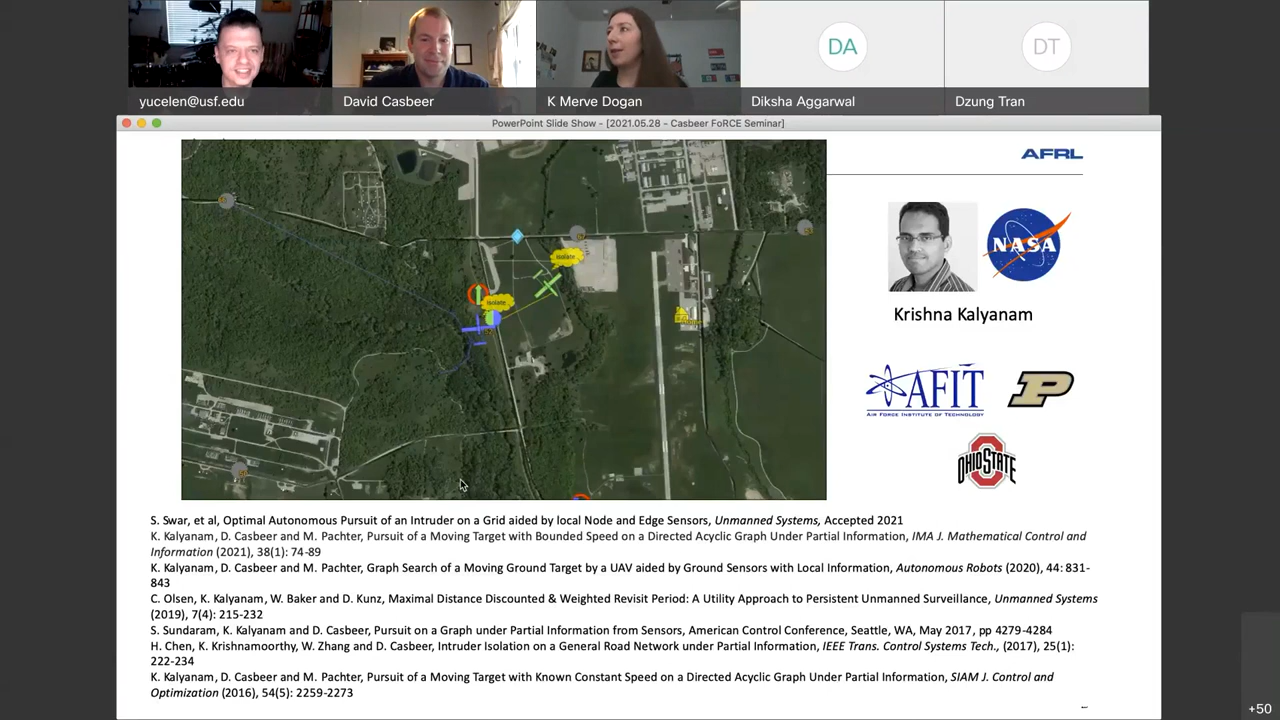 DA
DT
yucelen@usf.edu
David Casbeer
K Merve Dogan
Diksha Aggarwal
Dzung Tran
PowerPoint Slide Show - [2021.05.28 – Casbeer FoRCE Seminar]
AFRL
isolate
isolate
NASA
Krishna Kalyanam
AFIT
AIR FORCE INSTITUTE OF TECHNOLOGY
P
OHIO STATE
S. Swar, et al, Optimal Autonomous Pursuit of an Intruder on a Grid aided by local Node and Edge Sensors, Unmanned Systems, Accepted 2021
K. Kalyanam, D. Casbeer and M. Pachter, Pursuit of a Moving Target with Bounded Speed on a Directed Acyclic Graph Under Partial Information, IMA J. Mathematical Control and
Information (2021), 38(1): 74-89
K. Kalyanam, D. Casbeer and M. Pachter, Graph Search of a Moving Ground Target by a UAV aided by Ground Sensors with Local Information, Autonomous Robots (2020), 44: 831-
843
C. Olsen, K. Kalyanam, W. Baker and D. Kunz, Maximal Distance Discounted & Weighted Revisit Period: A Utility Approach to Persistent Unmanned Surveillance, Unmanned Systems
(2019), 7(4): 215-232
S. Sundaram, K. Kalyanam and D. Casbeer, Pursuit on a Graph under Partial Information from Sensors, American Control Conference, Seattle, WA, May 2017, pp 4279-4284
H. Chen, K. Krishnamoorthy, W. Zhang and D. Casbeer, Intruder Isolation on a General Road Network under Partial Information, IEEE Trans. Control Systems Tech., (2017), 25(1):
222-234
K. Kalyanam, D. Casbeer and M. Pachter, Pursuit of a Moving Target with Known Constant Speed on a Directed Acyclic Graph Under Partial Information, SIAM J. Control and
Optimization (2016), 54(5): 2259-2273
+50